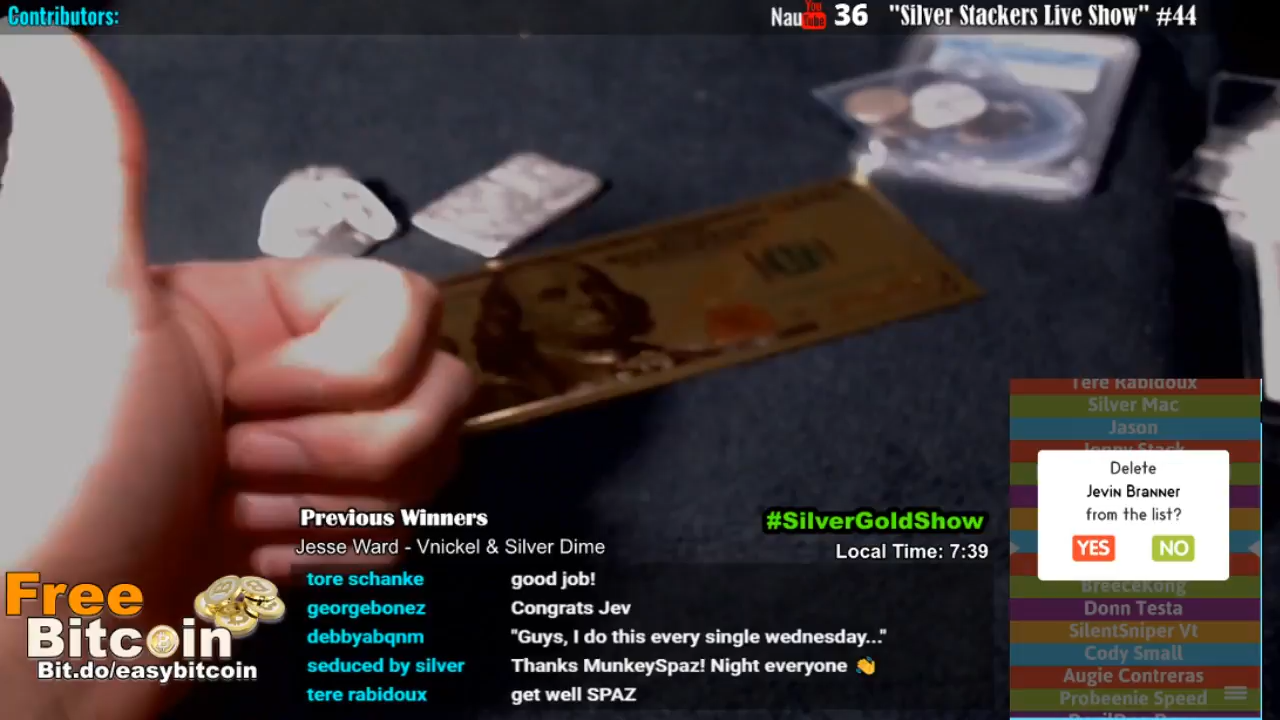 Contributors:
Nau YouTube 36 "Silver Stackers Live Show" #44
Tere Rabidoux
Silver Mac
Jason
Jonny Stack
Delete
Jevin Branner
from the list?
YES NO
BreeceKong
Donn Testa
SilentSniper Vt
Cody Small
Augie Contreras
Probeenie Speed
Previous Winners
Jesse Ward - Vnickel & Silver Dime
#SilverGoldShow
Local Time: 7:39
tore schanke good job!
georgebonez Congrats Jev
debbyabqnm "Guys, I do this every single wednesday..."
seduced by silver Thanks MunkeySpaz! Night everyone 👏
tere rabidoux get well SPAZ
Free
Bitcoin
Bit.do/easybitcoin